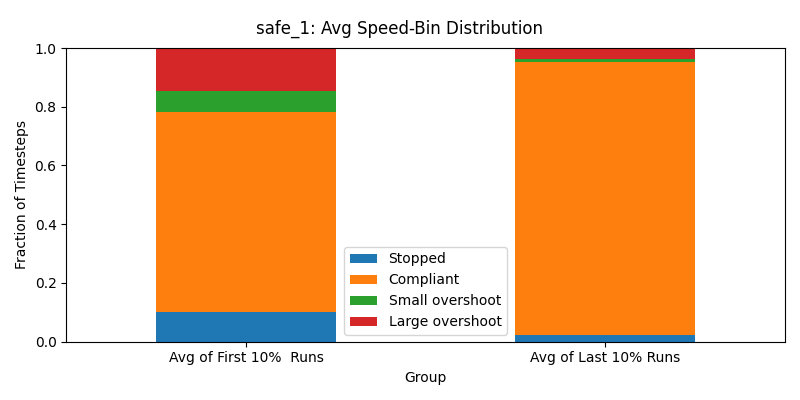 safe_1: Avg Speed-Bin Distribution
Fraction of Timesteps
1.0
0.8
0.6
0.4
0.2
0.0
Stopped
Compliant
Small overshoot
Large overshoot
Avg of First 10%  Runs
Avg of Last 10% Runs
Group